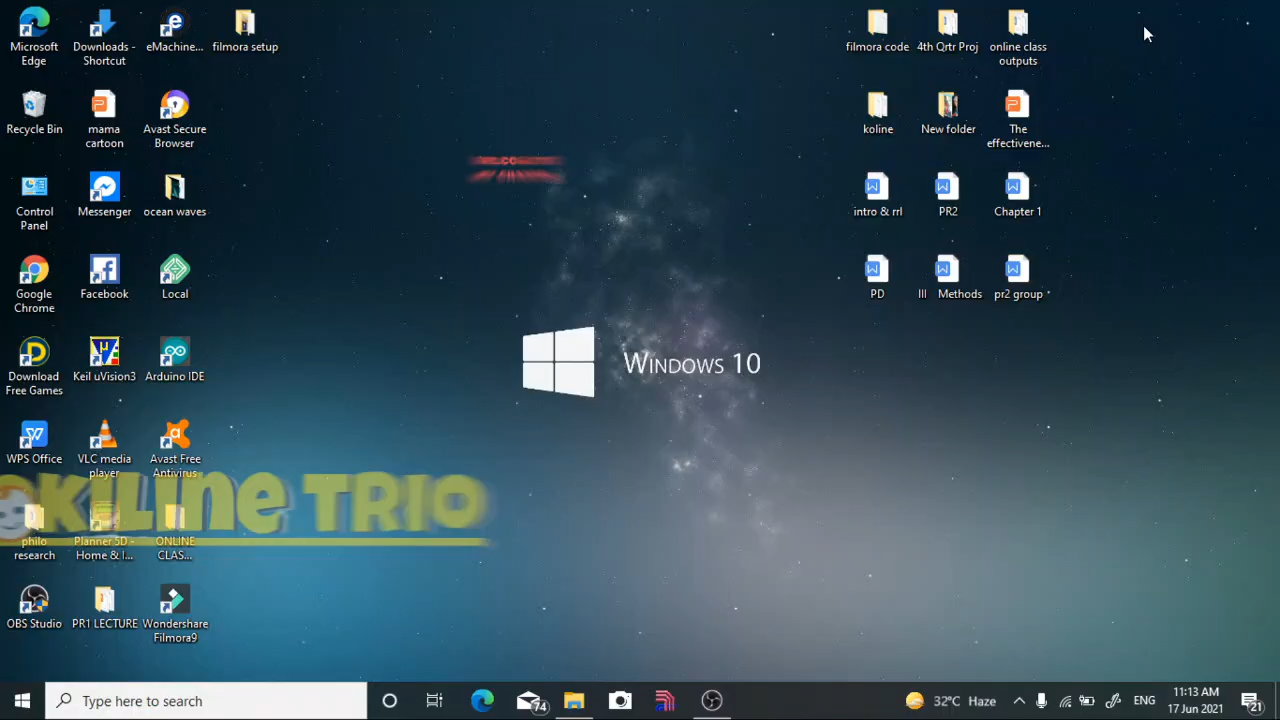 Microsoft Edge
Downloads - Shortcut
eMachine...
filmora setup
filmora code
4th Qrtr Proj
online class outputs
Recycle Bin
mama cartoon
Avast Secure Browser
koline
New folder
The effectivene...
Control Panel
Messenger
ocean waves
intro & rrl
PR2
Chapter 1
Google Chrome
Facebook
Local
PD
III Methods
pr2 group
Download Free Games
Keil uVision3
Arduino IDE
WINDOWS 10
WPS Office
VLC media player
Avast Free Antivirus
KILINE TRIO
philo research
Planner 5D - Home & I...
ONLINE CLAS...
OBS Studio
PR1 LECTURE
Wondershare Filmora9
Type here to search
74
32°C Haze
ENG
11:13 AM
17 Jun 2021
21